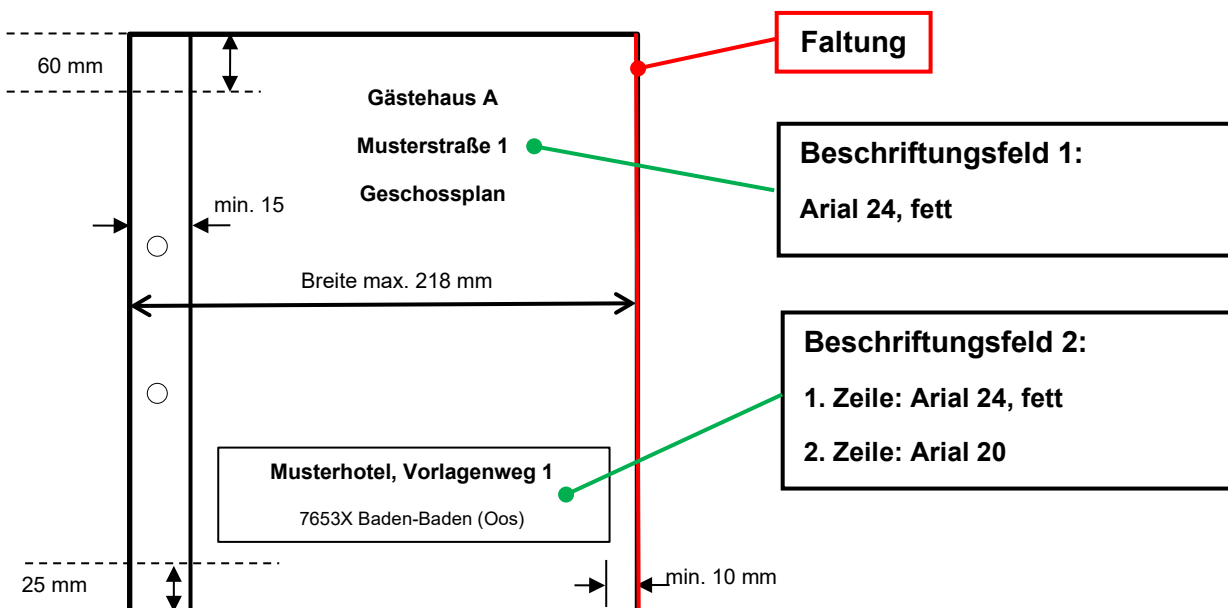 Faltung
60 mm
Gästehaus A
Musterstraße 1
Geschossplan
Beschriftungsfeld 1:
Arial 24, fett
min. 15
Breite max. 218 mm
Beschriftungsfeld 2:
1. Zeile: Arial 24, fett
2. Zeile: Arial 20
Musterhotel, Vorlagenweg 1
7653X Baden-Baden (Oos)
25 mm
min. 10 mm